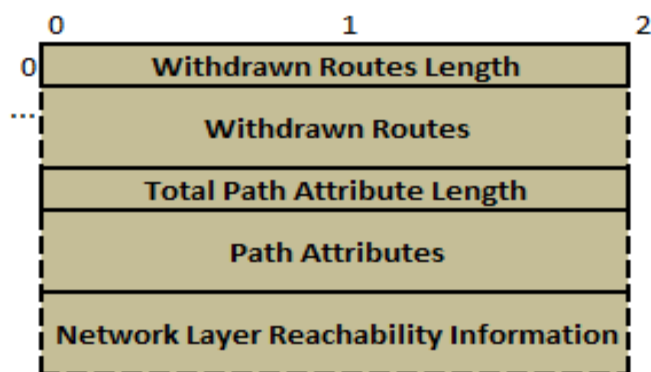 0 1 2
0 Withdrawn Routes Length
...
Withdrawn Routes
Total Path Attribute Length
Path Attributes
Network Layer Reachability Information